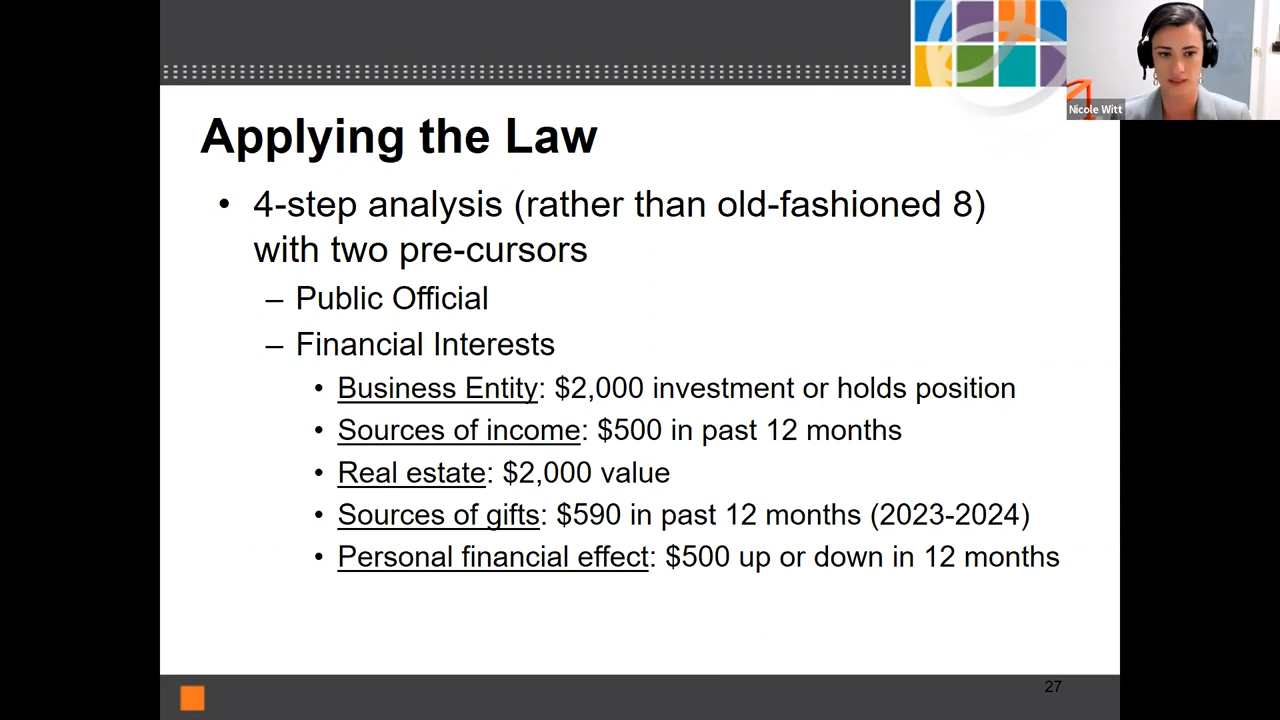 Nicole Witt
Applying the Law
• 4-step analysis (rather than old-fashioned 8)
with two pre-cursors
– Public Official
– Financial Interests
• Business Entity: $2,000 investment or holds position
• Sources of income: $500 in past 12 months
• Real estate: $2,000 value
• Sources of gifts: $590 in past 12 months (2023-2024)
• Personal financial effect: $500 up or down in 12 months
27